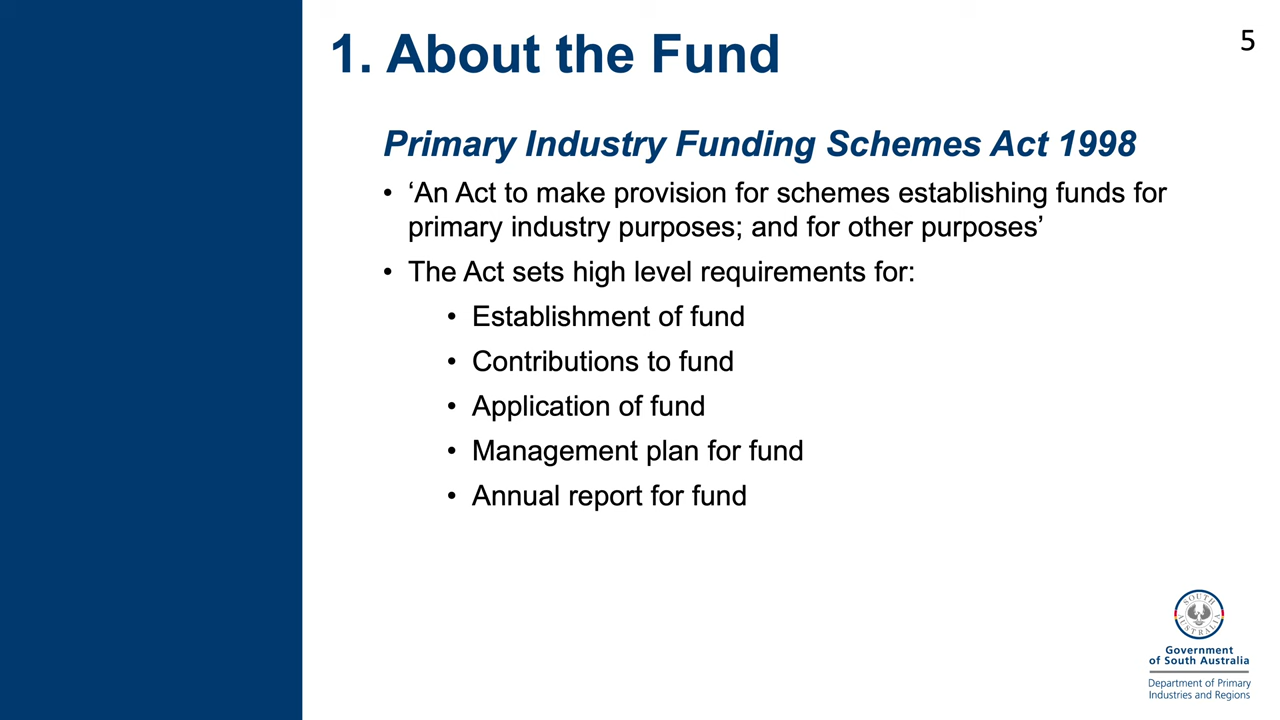 1. About the Fund
5
Primary Industry Funding Schemes Act 1998
• ‘An Act to make provision for schemes establishing funds for
primary industry purposes; and for other purposes’
• The Act sets high level requirements for:
• Establishment of fund
• Contributions to fund
• Application of fund
• Management plan for fund
• Annual report for fund
SOUTH AUSTRALIA
Government
of South Australia
Department of Primary
Industries and Regions